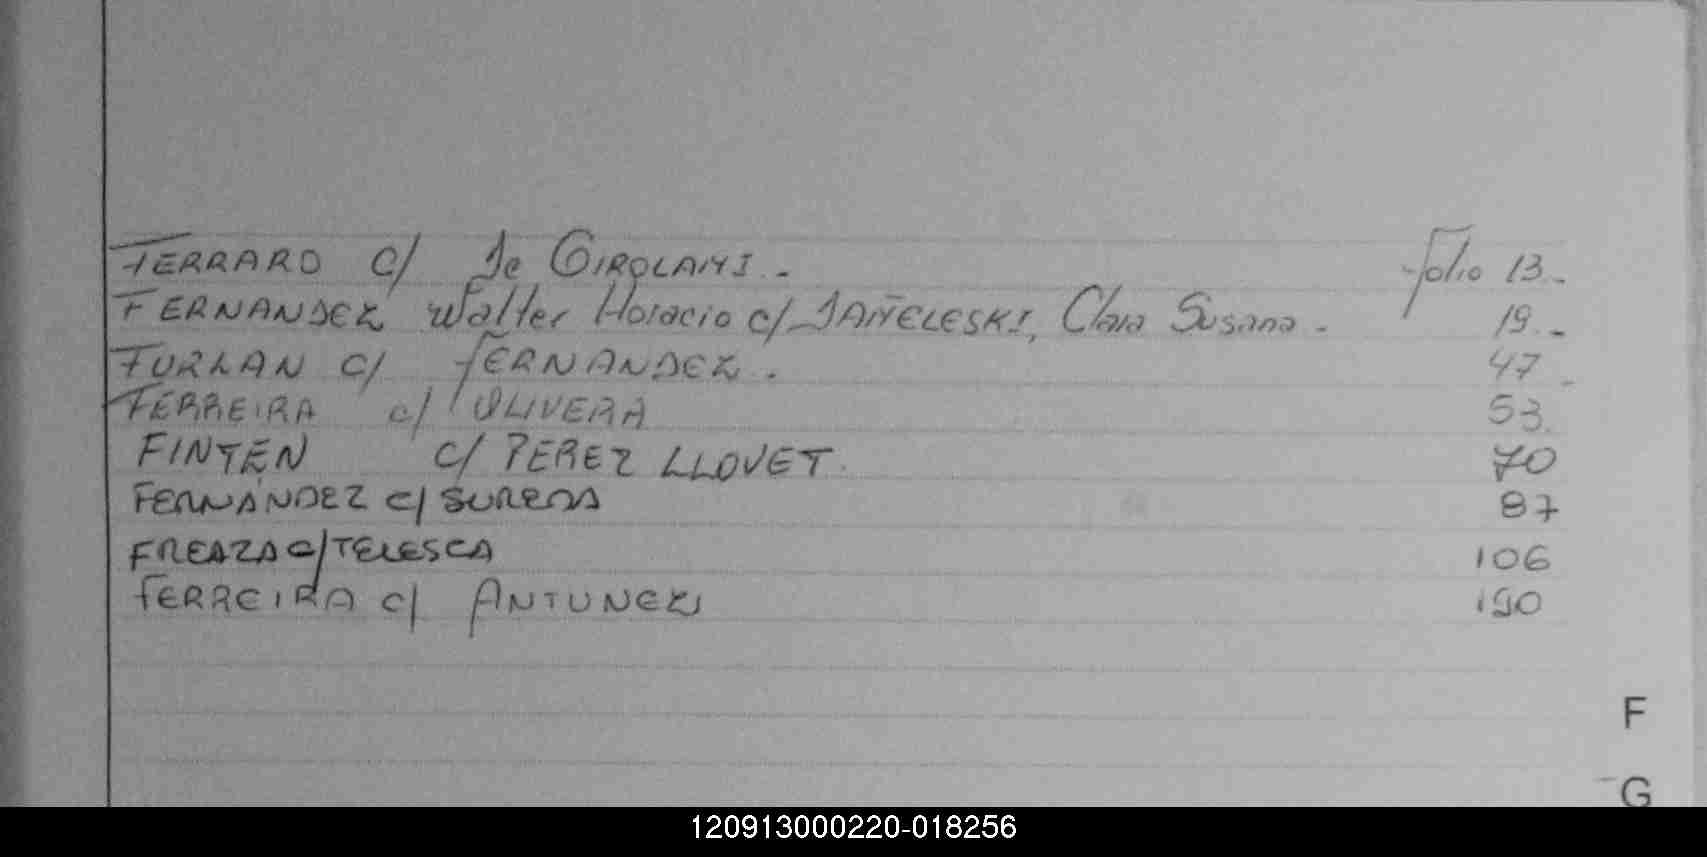 FERRARO c/ De GIROLAMI.- folio 13.-
FERNANDEZ Walter Horacio c/ JAÑELESKI, Clara Susana.- 19.-
FURLAN c/ FERNANDEZ. 47-
FERREIRA c/ OLIVERA 53
FINTÉN c/ PEREZ LLOVET. 70
FERNÁNDEZ c/ SUREDA 87
FREAZA c/ TELESCA 106
FERREIRA c/ ANTUNEZ 190
F
G
120913000220-018256